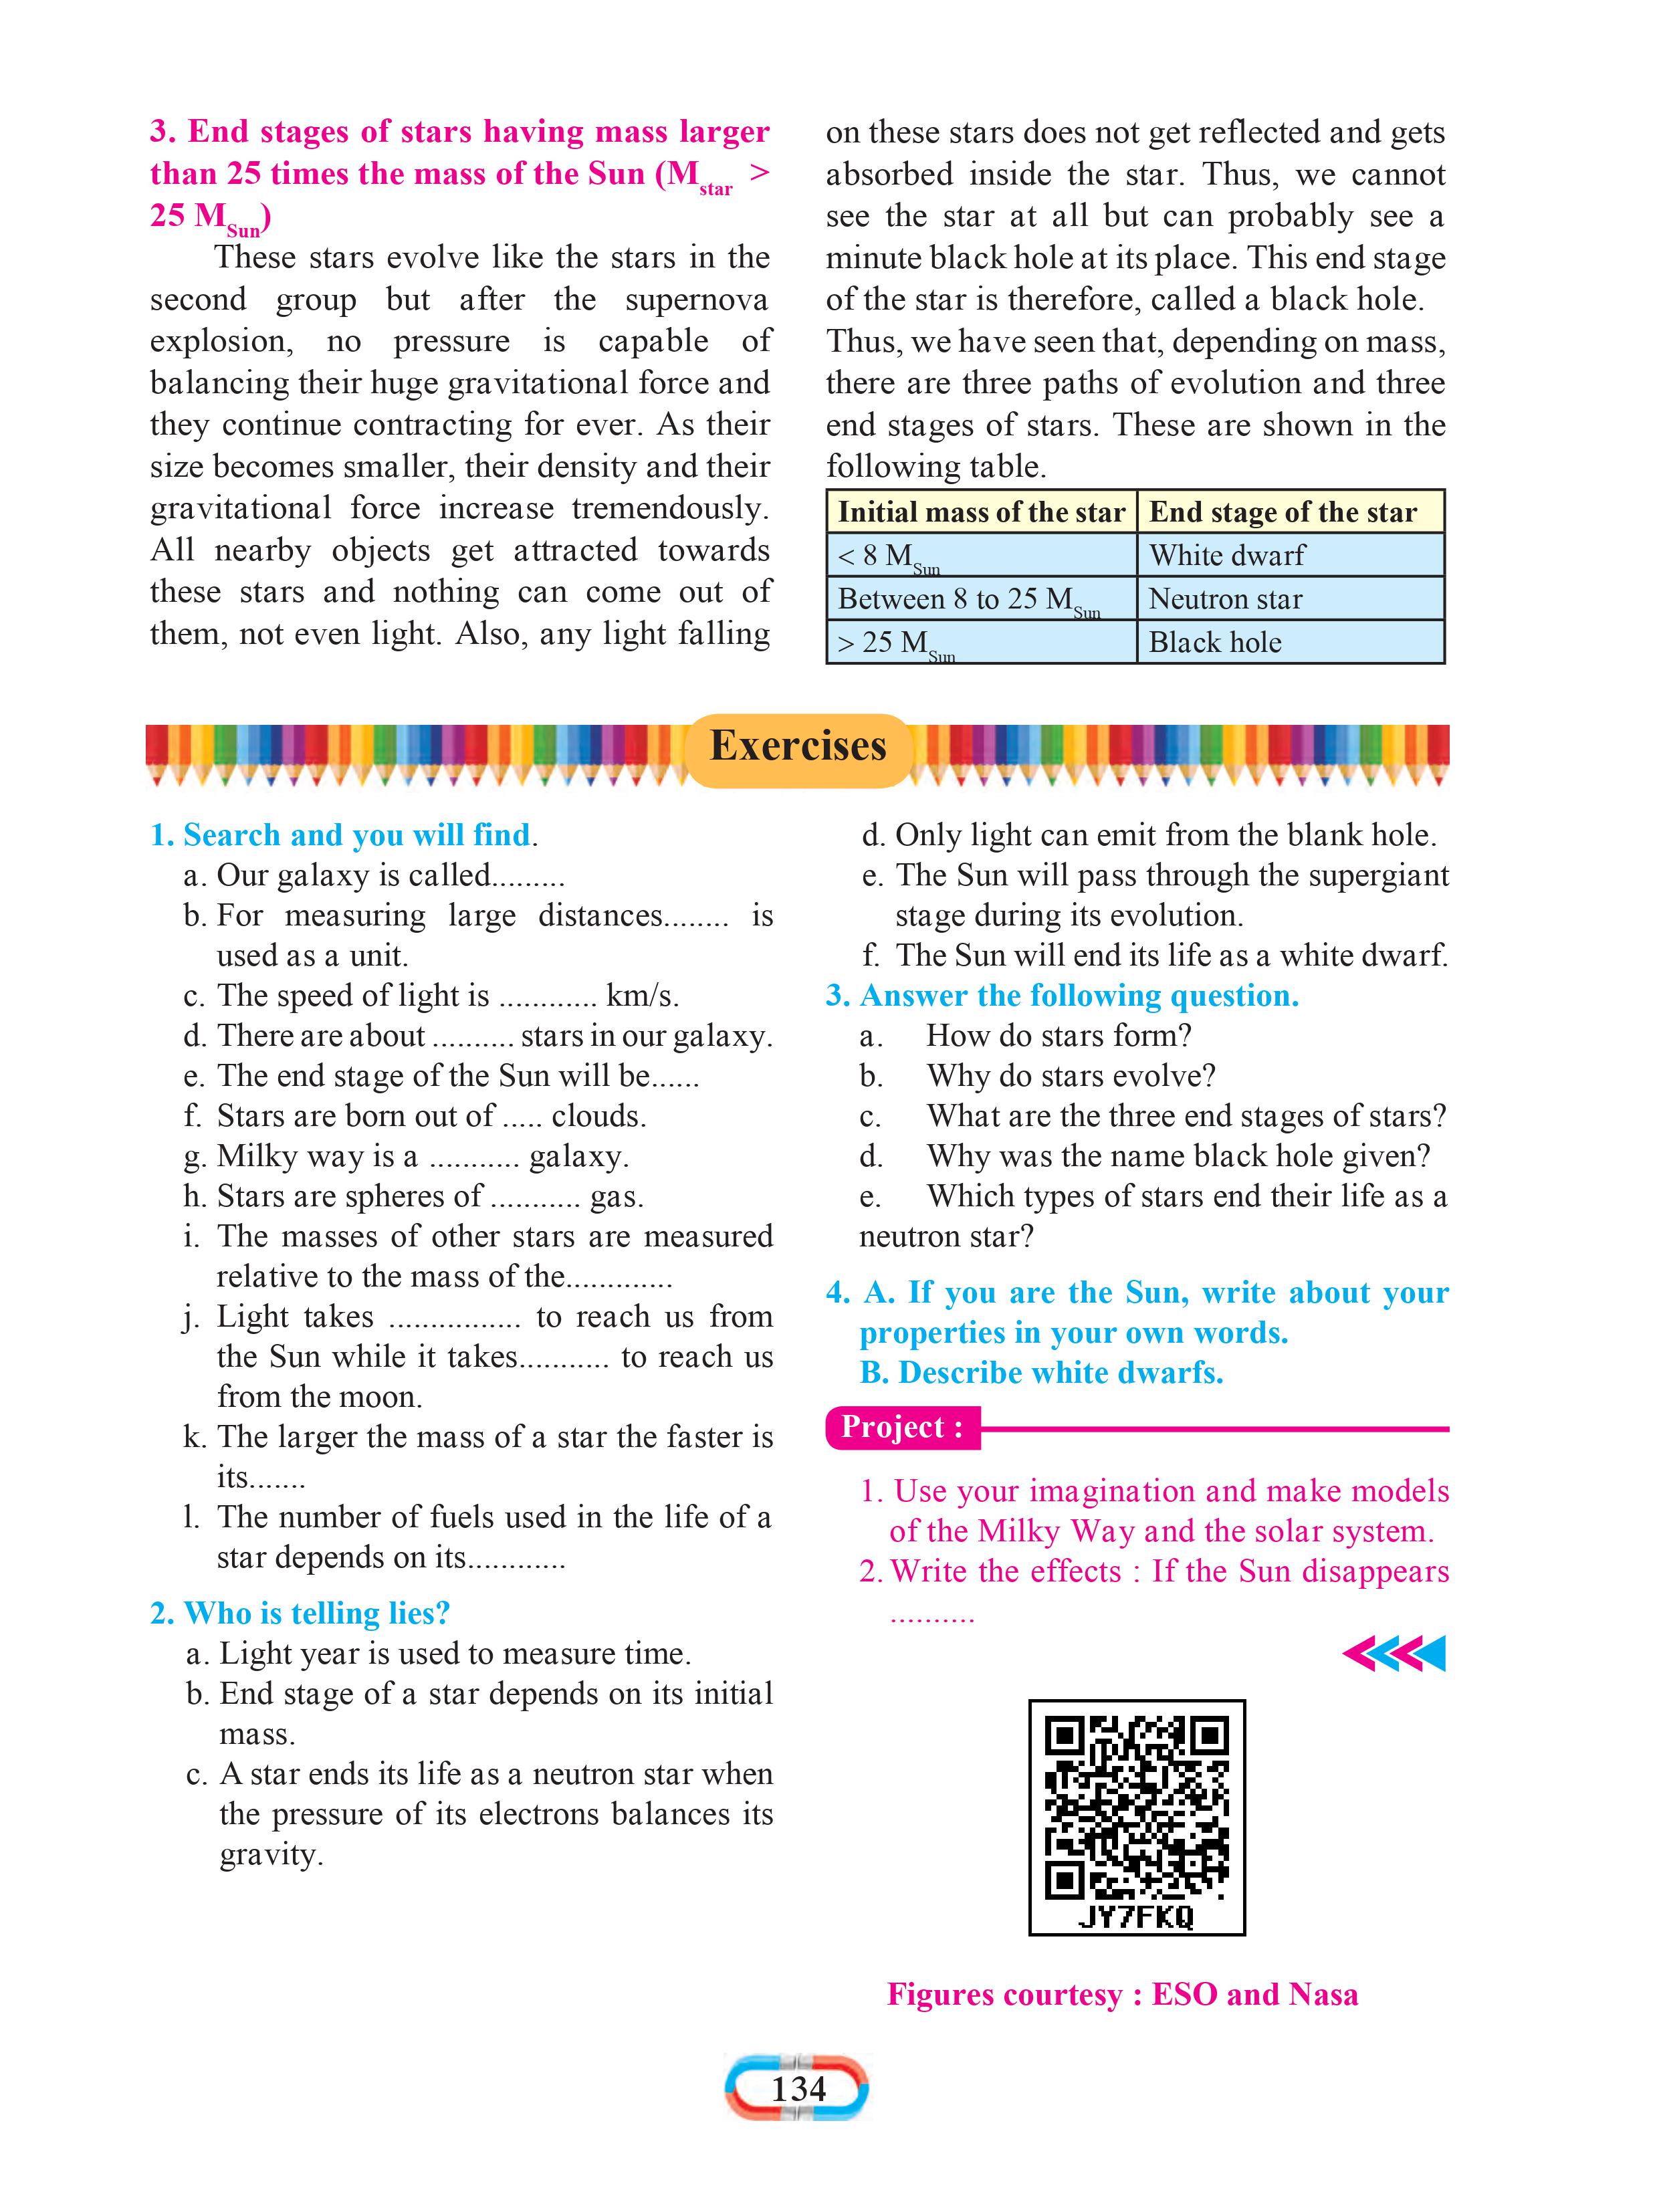 3. End stages of stars having mass larger
than 25 times the mass of the Sun (Mstar >
25 MSun)
These stars evolve like the stars in the
second group but after the supernova
explosion, no pressure is capable of
balancing their huge gravitational force and
they continue contracting for ever. As their
size becomes smaller, their density and their
gravitational force increase tremendously.
All nearby objects get attracted towards
these stars and nothing can come out of
them, not even light. Also, any light falling
on these stars does not get reflected and gets
absorbed inside the star. Thus, we cannot
see the star at all but can probably see a
minute black hole at its place. This end stage
of the star is therefore, called a black hole.
Thus, we have seen that, depending on mass,
there are three paths of evolution and three
end stages of stars. These are shown in the
following table.
Initial mass of the star End stage of the star
< 8 MSun White dwarf
Between 8 to 25 MSun Neutron star
> 25 MSun Black hole
Exercises
1. Search and you will find.
a. Our galaxy is called.........
b. For measuring large distances........ is
used as a unit.
c. The speed of light is ............ km/s.
d. There are about .......... stars in our galaxy.
e. The end stage of the Sun will be......
f. Stars are born out of ..... clouds.
g. Milky way is a ........... galaxy.
h. Stars are spheres of ........... gas.
i. The masses of other stars are measured
relative to the mass of the.............
j. Light takes ................ to reach us from
the Sun while it takes........... to reach us
from the moon.
k. The larger the mass of a star the faster is
its.......
l. The number of fuels used in the life of a
star depends on its............
2. Who is telling lies?
a. Light year is used to measure time.
b. End stage of a star depends on its initial
mass.
c. A star ends its life as a neutron star when
the pressure of its electrons balances its
gravity.
d. Only light can emit from the blank hole.
e. The Sun will pass through the supergiant
stage during its evolution.
f. The Sun will end its life as a white dwarf.
3. Answer the following question.
a. How do stars form?
b. Why do stars evolve?
c. What are the three end stages of stars?
d. Why was the name black hole given?
e. Which types of stars end their life as a
neutron star?
4. A. If you are the Sun, write about your
properties in your own words.
B. Describe white dwarfs.
Project :
1. Use your imagination and make models
of the Milky Way and the solar system.
2. Write the effects : If the Sun disappears
..........
JY7FKQ
Figures courtesy : ESO and Nasa
134